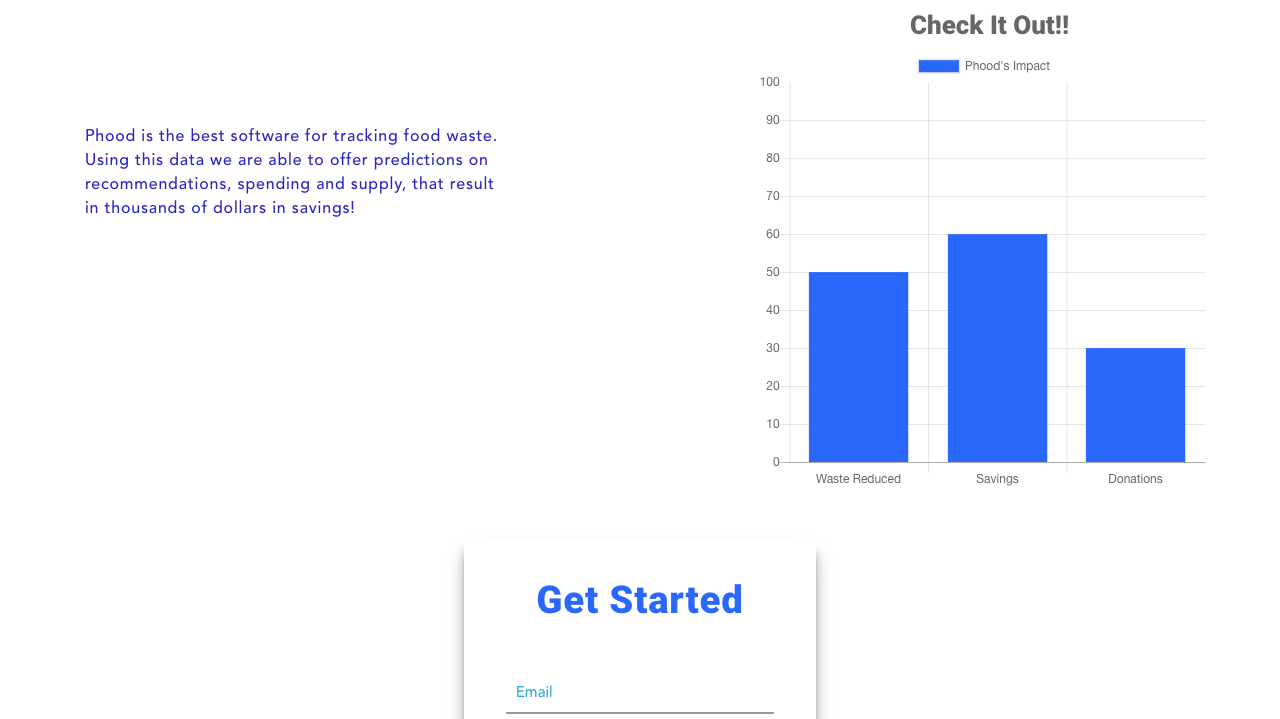 Check It Out!!
Phood's Impact
Phood is the best software for tracking food waste.
Using this data we are able to offer predictions on
recommendations, spending and supply, that result
in thousands of dollars in savings!
100
90
80
70
60
50
40
30
20
10
0
Waste Reduced Savings Donations
Get Started
Email